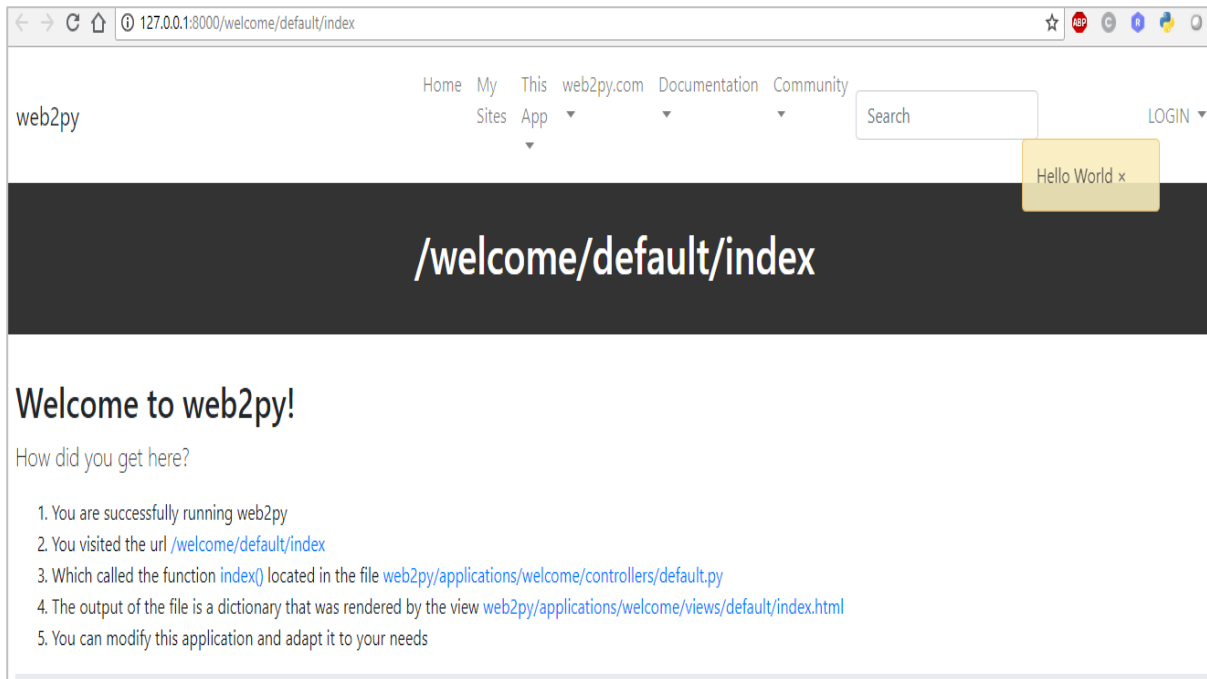 127.0.0.1:8000/welcome/default/index
ABP
C
R
web2py
Home My Sites This App web2py.com Documentation Community
Search
LOGIN
Hello World ×
/welcome/default/index
Welcome to web2py!
How did you get here?
1. You are successfully running web2py
2. You visited the url /welcome/default/index
3. Which called the function index() located in the file web2py/applications/welcome/controllers/default.py
4. The output of the file is a dictionary that was rendered by the view web2py/applications/welcome/views/default/index.html
5. You can modify this application and adapt it to your needs